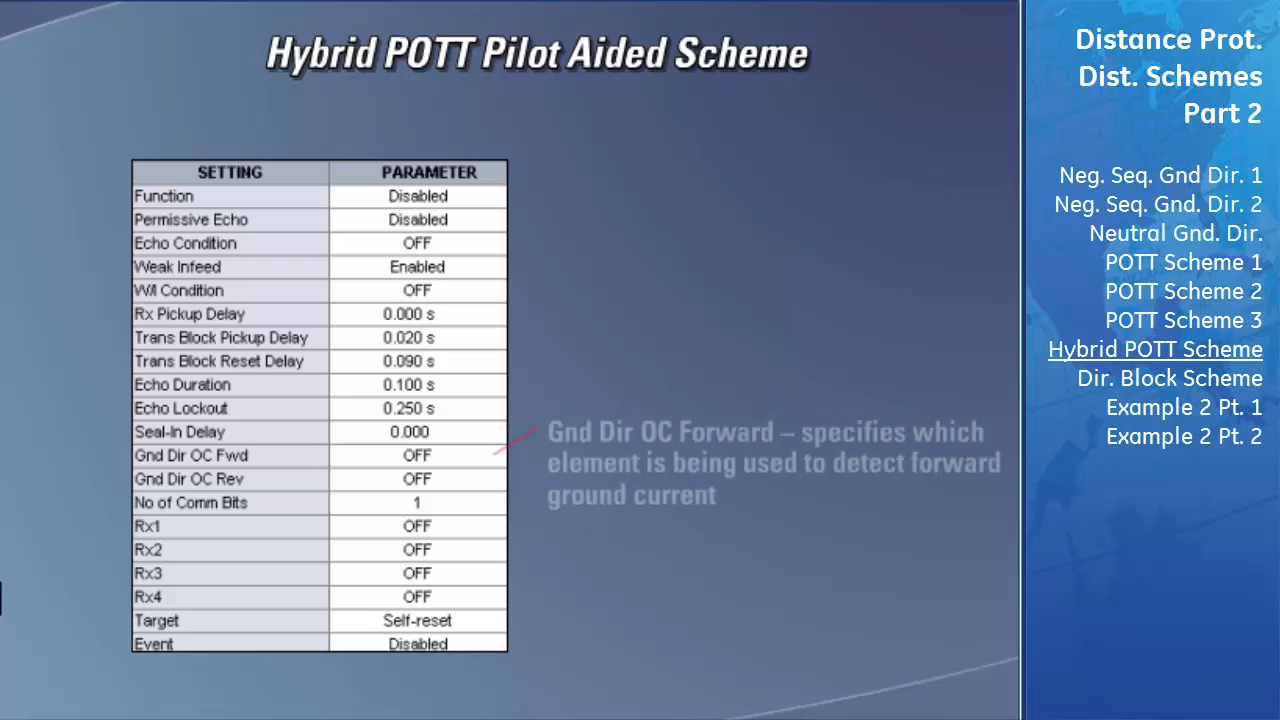 Hybrid POTT Pilot Aided Scheme
SETTING PARAMETER
Function Disabled
Permissive Echo Disabled
Echo Condition OFF
Weak Infeed Enabled
W/I Condition OFF
Rx Pickup Delay 0.000 s
Trans Block Pickup Delay 0.020 s
Trans Block Reset Delay 0.090 s
Echo Duration 0.100 s
Echo Lockout 0.250 s
Seal-In Delay 0.000
Gnd Dir OC Fwd OFF
Gnd Dir OC Rev OFF
No of Comm Bits 1
Rx1 OFF
Rx2 OFF
Rx3 OFF
Rx4 OFF
Target Self-reset
Event Disabled
Gnd Dir OC Forward – specifies which
element is being used to detect forward
ground current
Distance Prot.
Dist. Schemes
Part 2
Neg. Seq. Gnd Dir. 1
Neg. Seq. Gnd. Dir. 2
Neutral Gnd. Dir.
POTT Scheme 1
POTT Scheme 2
POTT Scheme 3
Hybrid POTT Scheme
Dir. Block Scheme
Example 2 Pt. 1
Example 2 Pt. 2